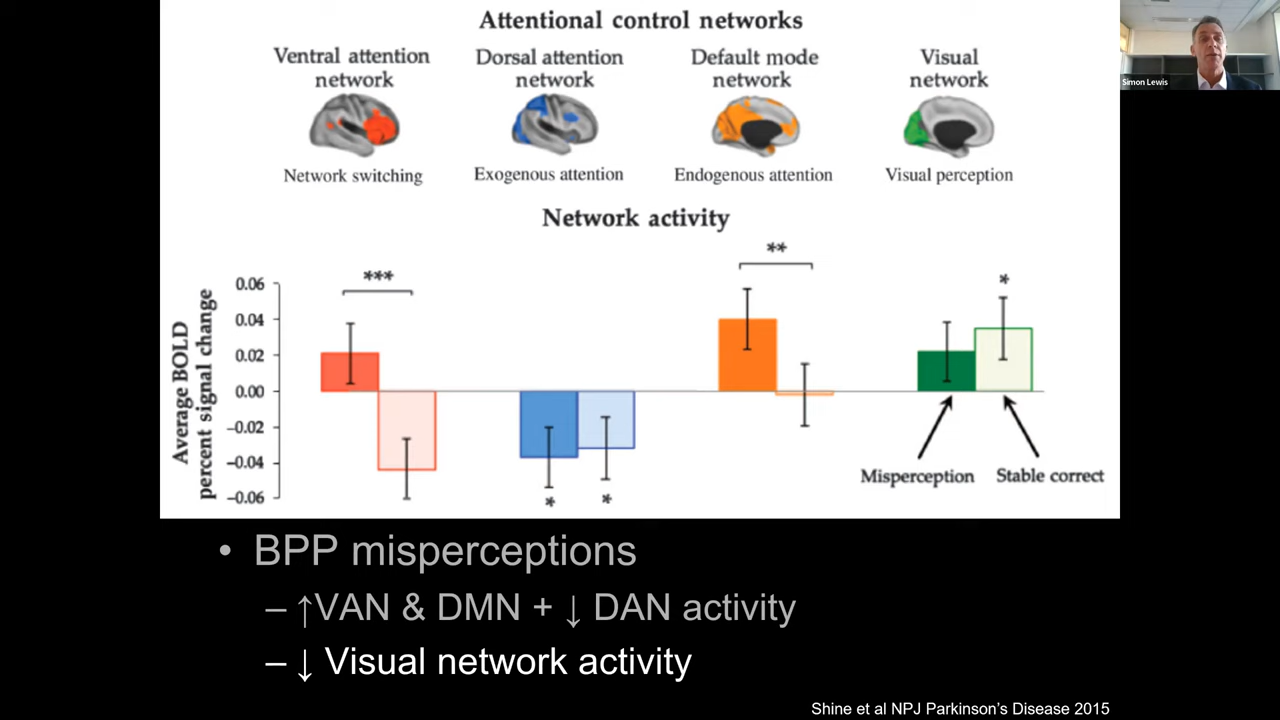 Attentional control networks
Ventral attention network
Dorsal attention network
Default mode network
Visual network
Simon Lewis
Network switching
Exogenous attention
Endogenous attention
Visual perception
Network activity
Average BOLD percent signal change
0.06
0.04
0.02
0.00
–0.02
–0.04
–0.06
***
*
*
**
*
Misperception
Stable correct
• BPP misperceptions
– ↑VAN & DMN + ↓ DAN activity
– ↓ Visual network activity
Shine et al NPJ Parkinson's Disease 2015